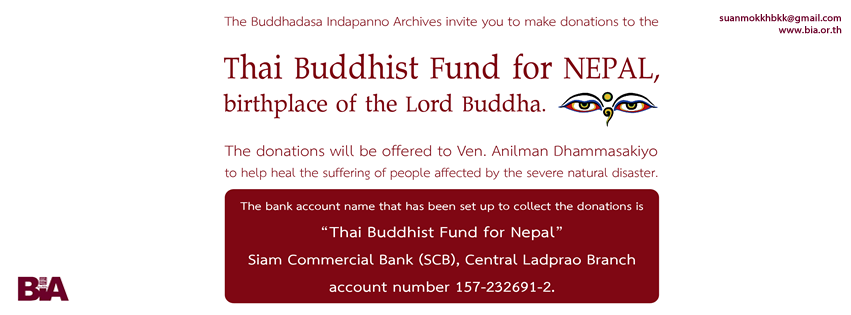 The Buddhadasa Indapanno Archives invite you to make donations to the
suanmokkhbkk@gmail.com
www.bia.or.th
Thai Buddhist Fund for NEPAL,
birthplace of the Lord Buddha.
The donations will be offered to Ven. Anilman Dhammasakiyo
to help heal the suffering of people affected by the severe natural disaster.
The bank account name that has been set up to collect the donations is
“Thai Buddhist Fund for Nepal”
Siam Commercial Bank (SCB), Central Ladprao Branch
account number 157-232691-2.
BIA